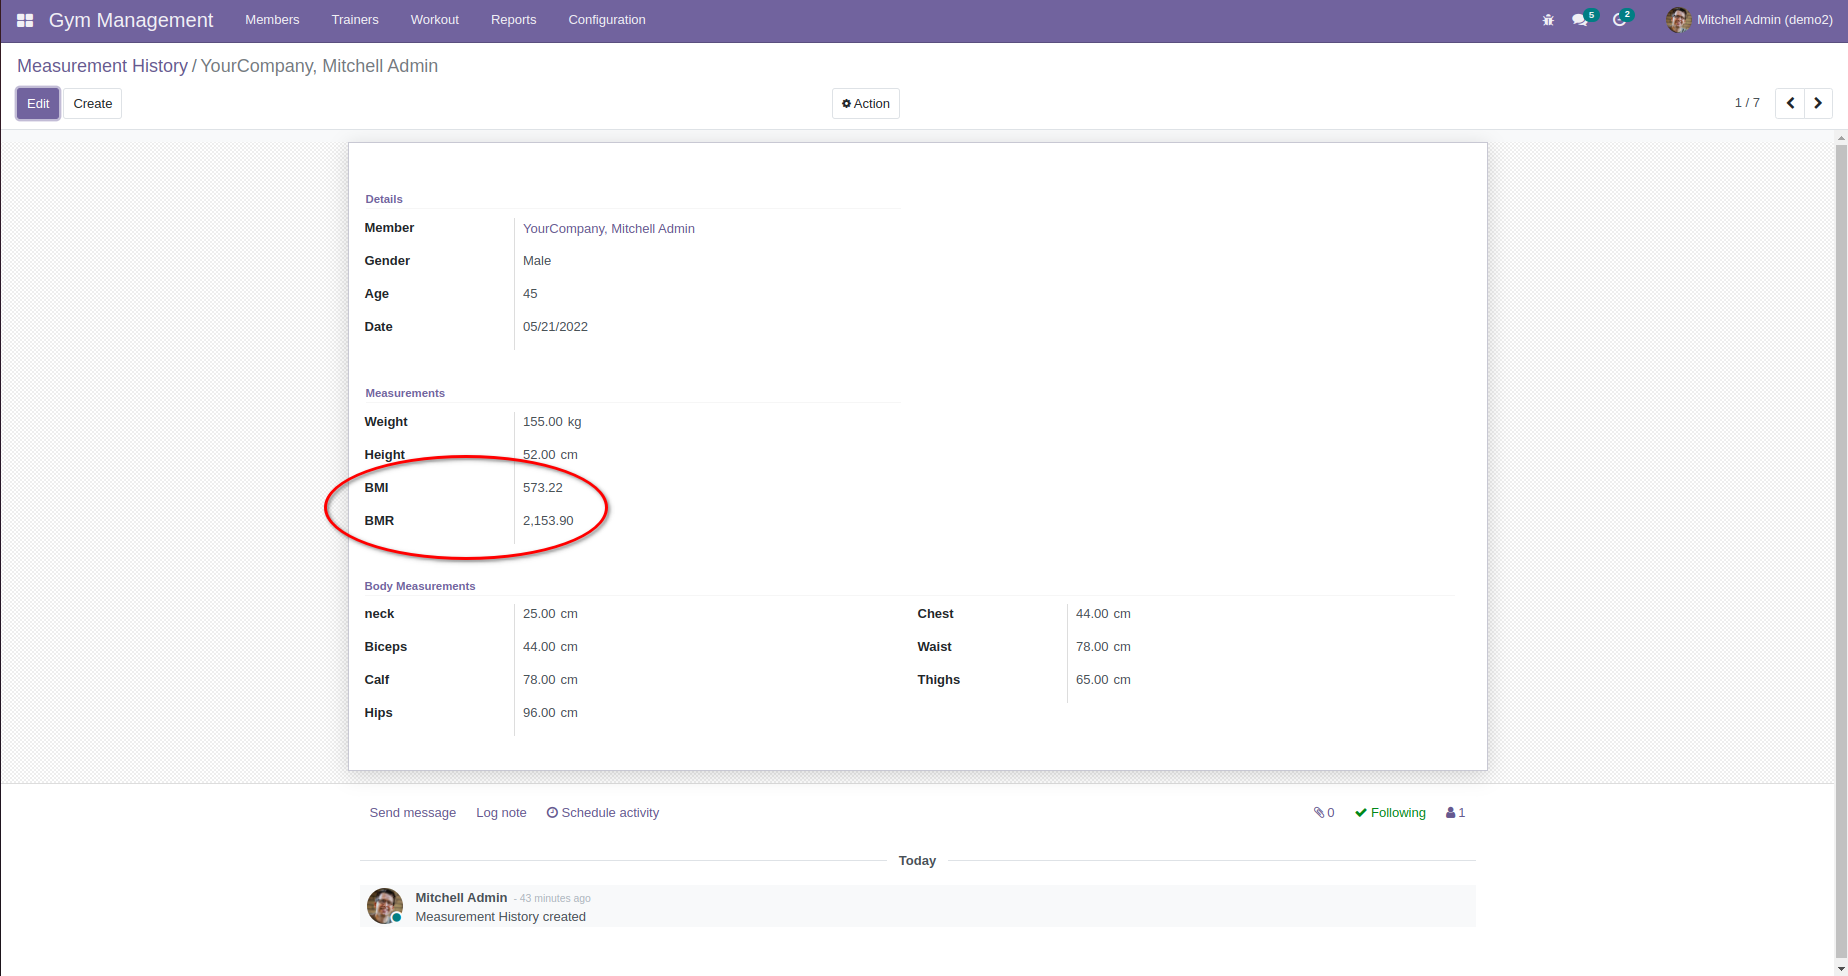 Gym Management Members Trainers Workout Reports Configuration 5 2 Mitchell Admin (demo2)
Measurement History / YourCompany, Mitchell Admin
Edit Create Action 1 / 7
Details
Member YourCompany, Mitchell Admin
Gender Male
Age 45
Date 05/21/2022
Measurements
Weight 155.00 kg
Height 52.00 cm
BMI 573.22
BMR 2,153.90
Body Measurements
neck 25.00 cm Chest 44.00 cm
Biceps 44.00 cm Waist 78.00 cm
Calf 78.00 cm Thighs 65.00 cm
Hips 96.00 cm
Send message Log note Schedule activity 0 Following 1
Today
Mitchell Admin - 43 minutes ago
Measurement History created